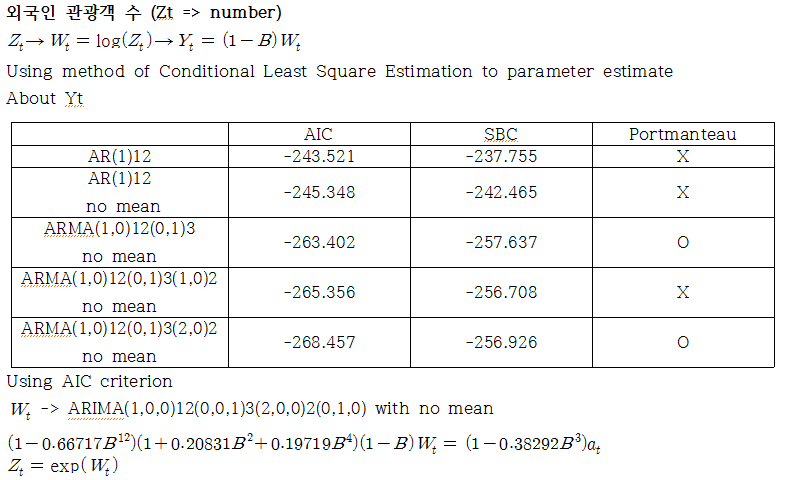 외국인 관광객 수 (Zt => number)
Z_t → W_t = log(Z_t) → Y_t = (1 − B)W_t
Using method of Conditional Least Square Estimation to parameter estimate
About Yt
AIC SBC Portmanteau
AR(1)12 -243.521 -237.755 X
AR(1)12
no mean -245.348 -242.465 X
ARMA(1,0)12(0,1)3
no mean -263.402 -257.637 O
ARMA(1,0)12(0,1)3(1,0)2
no mean -265.356 -256.708 X
ARMA(1,0)12(0,1)3(2,0)2
no mean -268.457 -256.926 O
Using AIC criterion
W_t -> ARIMA(1,0,0)12(0,0,1)3(2,0,0)2(0,1,0) with no mean
(1−0.66717B^12)(1+0.20831B^2+0.19719B^4)(1−B)W_t = (1−0.38292B^3)a_t
Z_t = exp(W_t)